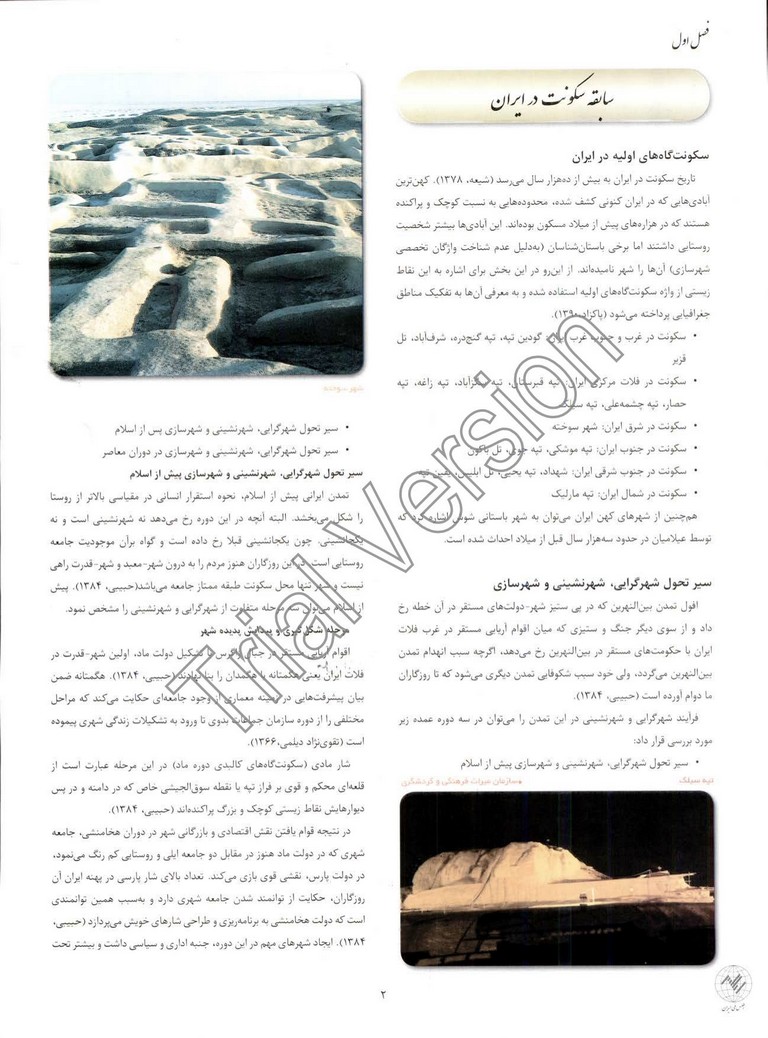 فصل اول
سابقه سکونت در ایران
سکونت‌گاه‌های اولیه در ایران
تاریخ سکونت در ایران به بیش از ده‌هزار سال می‌رسد (شیعه، ۱۳۷۸). کهن‌ترین
آبادی‌هایی که در ایران کنونی کشف شده، محدوده‌هایی به نسبت کوچک و پراکنده
هستند که در هزاره‌های پیش از میلاد مسکون بوده‌اند. این آبادی‌ها بیشتر شخصیت
روستایی داشتند اما برخی باستان‌شناسان (به‌دلیل عدم شناخت واژگان تخصصی
شهرسازی) آن‌ها را شهر نامیده‌اند. از این‌رو در این بخش برای اشاره به این نقاط
زیستی از واژه سکونت‌گاه‌های اولیه استفاده شده و به معرفی آن‌ها به تفکیک مناطق
جغرافیایی پرداخته می‌شود (پاکزاد، ۱۳۹۰).
• سکونت در غرب و جنوب غرب ایران: گودین تپه، تپه گنج‌دره، شرف‌آباد، تل
قزیر
• سکونت در فلات مرکزی ایران: تپه قبرستان، تپه سگزآباد، تپه زاغه، تپه
حصار، تپه چشمه‌علی، تپه سیلک
• سکونت در شرق ایران: شهر سوخته
• سکونت در جنوب ایران: تپه موشکی، تپه جوی، تل باکون
• سکونت در جنوب شرقی ایران: شهداد، تپه یحیی، تل ابلیس، یفین تپه
• سکونت در شمال ایران: تپه مارلیک
هم‌چنین از شهرهای کهن ایران می‌توان به شهر باستانی شوش اشاره کرد که
توسط عیلامیان در حدود سه‌هزار سال قبل از میلاد احداث شده است.
سیر تحول شهرگرایی، شهرنشینی و شهرسازی
افول تمدن بین‌النهرین که در پی ستیز شهر-دولت‌های مستقر در آن خطه رخ
داد و از سوی دیگر جنگ و ستیزی که میان اقوام آریایی مستقر در غرب فلات
ایران با حکومت‌های مستقر در بین‌النهرین رخ می‌دهد، اگرچه سبب انهدام تمدن
بین‌النهرین می‌گردد، ولی خود سبب شکوفایی تمدن دیگری می‌شود که تا روزگاران
ما دوام آورده است (حبیبی، ۱۳۸۴).
فرآیند شهرگرایی و شهرنشینی در این تمدن را می‌توان در سه دوره عمده زیر
مورد بررسی قرار داد:
• سیر تحول شهرگرایی، شهرنشینی و شهرسازی پیش از اسلام
تپه سیلک
*سازمان میراث فرهنگی و گردشگری
شهر سوخته
• سیر تحول شهرگرایی، شهرنشینی و شهرسازی پس از اسلام
• سیر تحول شهرگرایی، شهرنشینی و شهرسازی در دوران معاصر
سیر تحول شهرگرایی، شهرنشینی و شهرسازی پیش از اسلام
تمدن ایرانی پیش از اسلام، نحوه استقرار انسانی در مقیاسی بالاتر از روستا
را شکل می‌بخشد. البته آنچه در این دوره رخ می‌دهد نه شهرنشینی است و نه
یکجانشینی. چون یکجانشینی قبلا رخ داده است و گواه برآن موجودیت جامعه
روستایی است. در این روزگاران هنوز مردم را به درون شهر- معبد و شهر-قدرت راهی
نیست و شهر تنها محل سکونت طبقه ممتاز جامعه می‌باشد(حبیبی، ۱۳۸۴). پیش
از اسلام می‌توان سه مرحله متفاوت از شهرگرایی و شهرنشینی را مشخص نمود.
مرحله شکل‌گیری و پیدایش پدیده شهر
اقوام آریایی مستقر در جبال زاگرس با تشکیل دولت ماد، اولین شهر-قدرت در
فلات ایران یعنی هگمتانه یا هگمدان را بنا نهادند (حبیبی، ۱۳۸۴). هگمتانه ضمن
بیان پیشرفت‌هایی در زمینه معماری از وجود جامعه‌ای حکایت می‌کند که مراحل
مختلفی را از دوره سازمان جماعات بدوی تا ورود به تشکیلات زندگی شهری پیموده
است (تقوی‌نژاد دیلمی،۱۳۶۶).
شار مادی (سکونت‌گاه‌های کالبدی دوره ماد) در این مرحله عبارت است از
قلعه‌ای محکم و قوی بر فراز تپه یا نقطه سوق‌الجیشی خاص که در دامنه و در پس
دیوارهایش نقاط زیستی کوچک و بزرگ پراکنده‌اند (حبیبی، ۱۳۸۴).
در نتیجه قوام یافتن نقش اقتصادی و بازرگانی شهر در دوران هخامنشی، جامعه
شهری که در دولت ماد هنوز در مقابل دو جامعه ایلی و روستایی کم رنگ می‌نمود،
در دولت پارس، نقشی قوی بازی می‌کند. تعداد بالای شار پارسی در پهنه ایران آن
روزگاران، حکایت از توانمند شدن جامعه شهری دارد و به‌سبب همین توانمندی
است که دولت هخامنشی به برنامه‌ریزی و طراحی شارهای خویش می‌پردازد (حبیبی،
۱۳۸۴). ایجاد شهرهای مهم در این دوره، جنبه اداری و سیاسی داشت و بیشتر تحت
۲
Trial Version